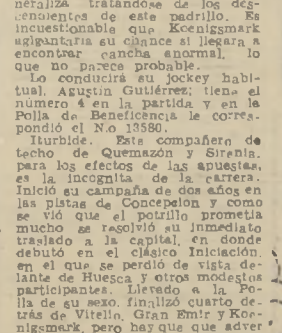 neraliza tratándose de los des-
cendientes de este padrillo. Es
incuestionable que Koenigsmark
agigantaría su chance si llegara a
encontrar cancha anormal, lo
que no parece probable.
Lo conducirá su jockey habi-
tual, Agustín Gutiérrez; tiene el
número 4 en la partida y en la
Polla de Beneficencia le corres-
pondió el N.o 13580.
Iturbide. Este compañero de
techo de Quemazón y Sirenia,
para los efectos de las apuestas,
es la incógnita de la carrera.
Inició su campaña de dos años en
las pistas de Concepción y como
se vió que el potrillo prometía
mucho se resolvió su inmediato
traslado a la capital, en donde
debutó en el clásico Iniciación,
en el que se perdió de vista de-
lante de Huesca y otros modestos
participantes. Llevado a la Po-
lla de su sexo, finalizó cuarto de-
trás de Vitelio, Gran Emir y Koe-
nigsmark, pero hay que que adver